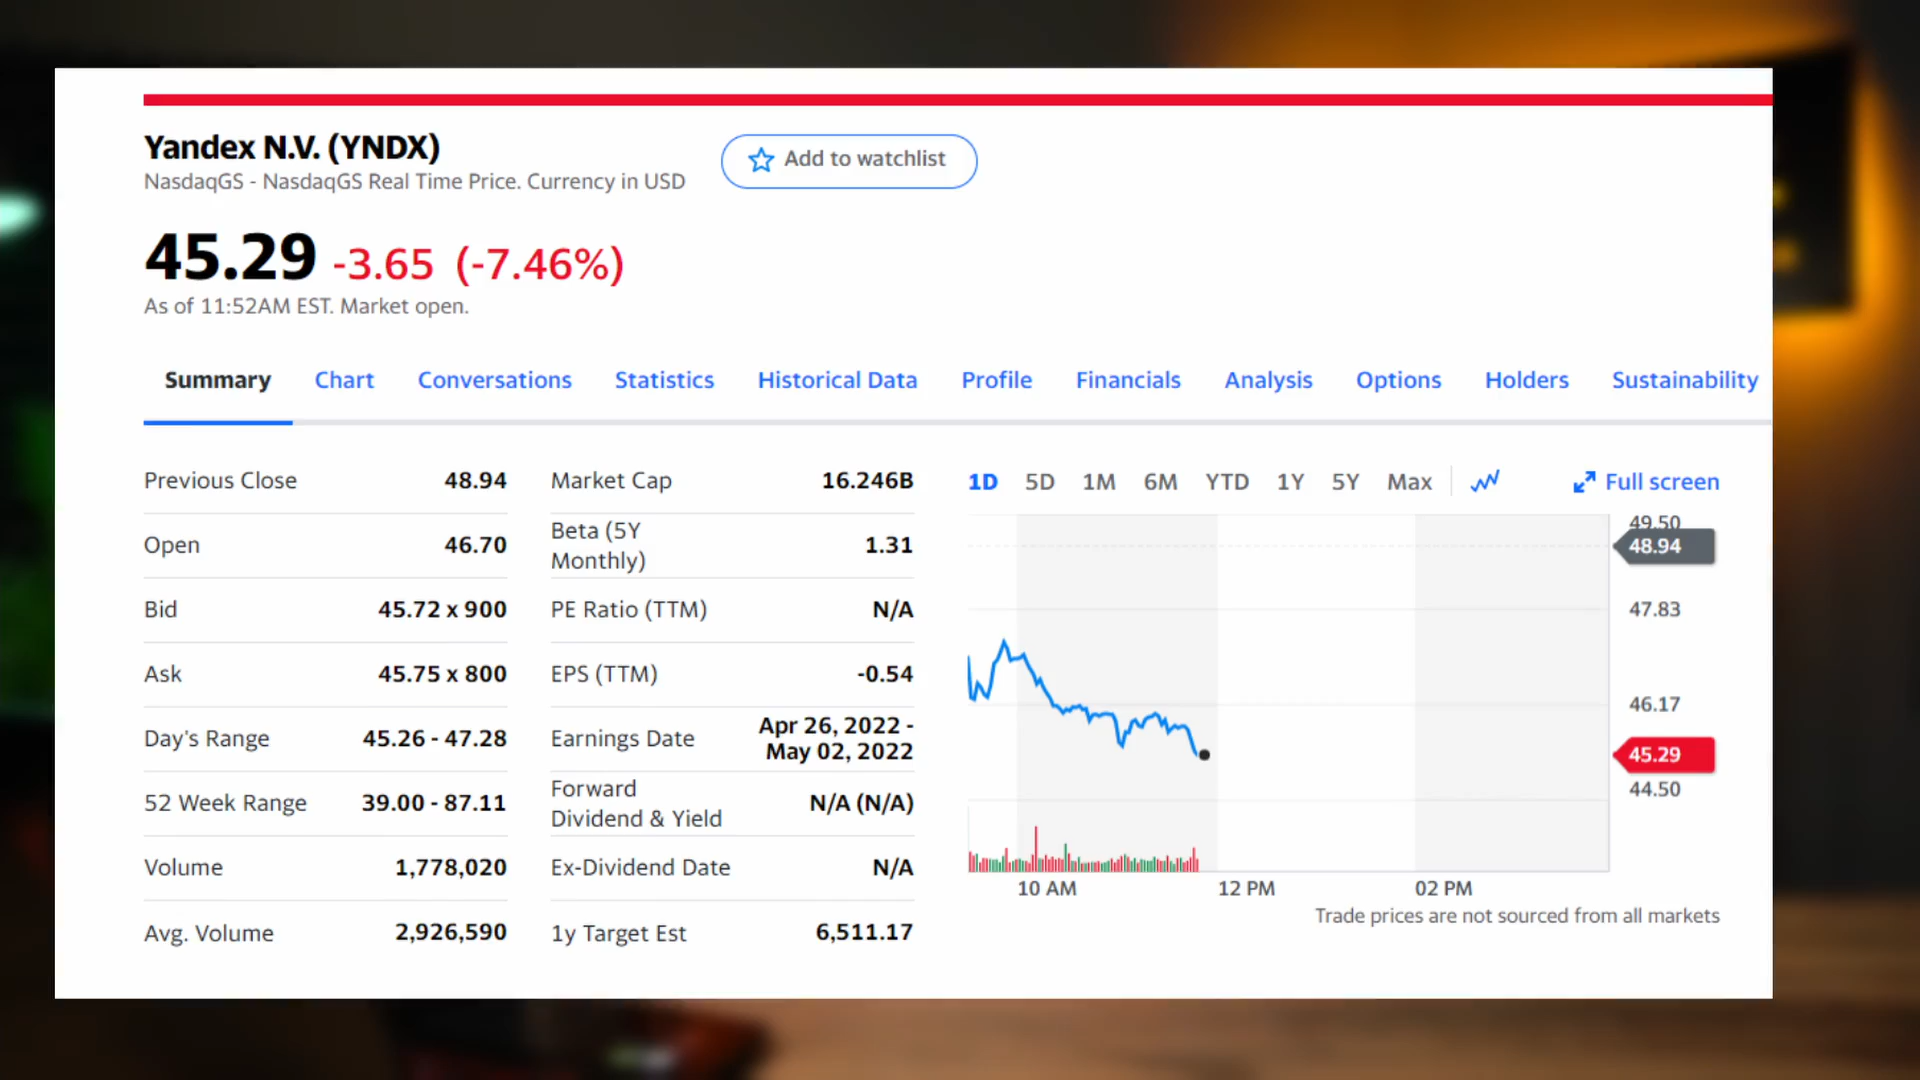 Yandex N.V. (YNDX)
Add to watchlist
NasdaqGS - NasdaqGS Real Time Price. Currency in USD
45.29 -3.65 (-7.46%)
As of 11:52AM EST. Market open.
Summary Chart Conversations Statistics Historical Data Profile Financials Analysis Options Holders Sustainability
Previous Close 48.94
Open 46.70
Bid 45.72 x 900
Ask 45.75 x 800
Day's Range 45.26 - 47.28
52 Week Range 39.00 - 87.11
Volume 1,778,020
Avg. Volume 2,926,590
Market Cap 16.246B
Beta (5Y
Monthly) 1.31
PE Ratio (TTM) N/A
EPS (TTM) -0.54
Earnings Date Apr 26, 2022 -
May 02, 2022
Forward
Dividend & Yield N/A (N/A)
Ex-Dividend Date N/A
1y Target Est 6,511.17
1D 5D 1M 6M YTD 1Y 5Y Max Full screen
49.50
48.94
47.83
46.17
45.29
44.50
10 AM 12 PM 02 PM
Trade prices are not sourced from all markets